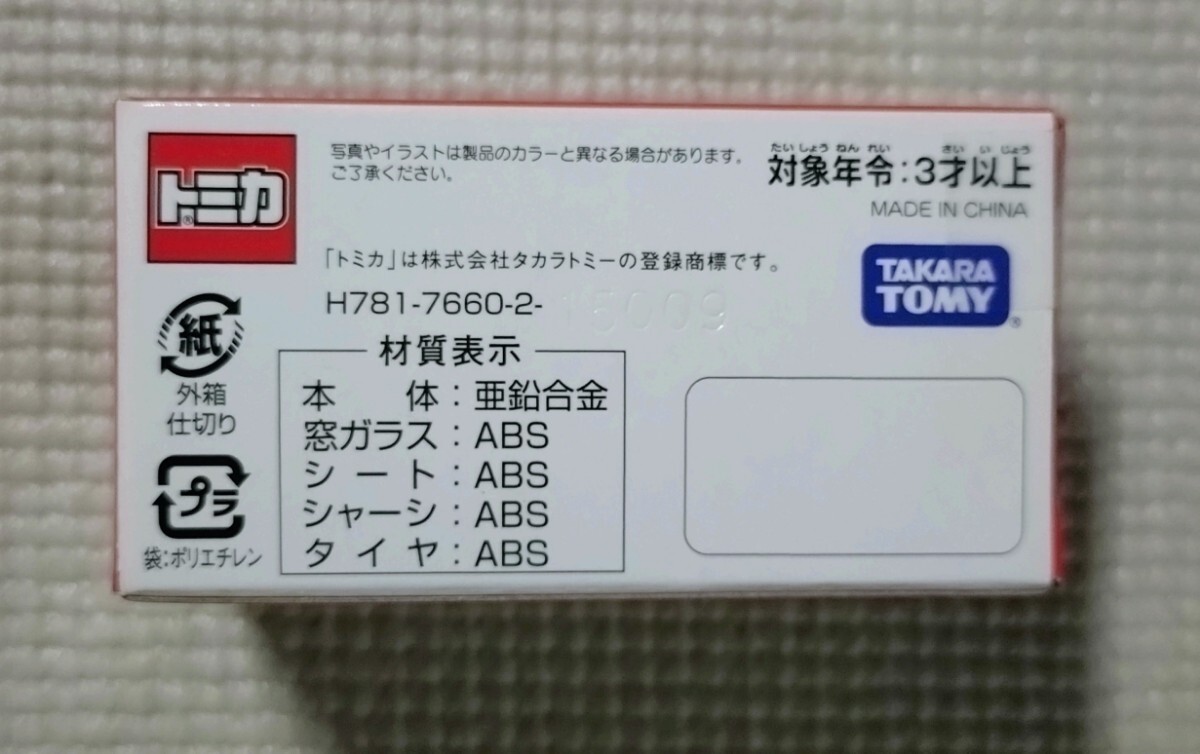 トミカ®
写真やイラストは製品のカラーと異なる場合があります。
ご了承ください。
たいしょうねんれい さいいじょう
対象年令:3才以上
MADE IN CHINA
「トミカ」は株式会社タカラトミーの登録商標です。
TAKARA
TOMY®
H781-7660-2-
紙
外箱
仕切り
プラ
袋:ポリエチレン
材質表示
本体:亜鉛合金
窓ガラス:ABS
シート:ABS
シャーシ:ABS
タイヤ:ABS